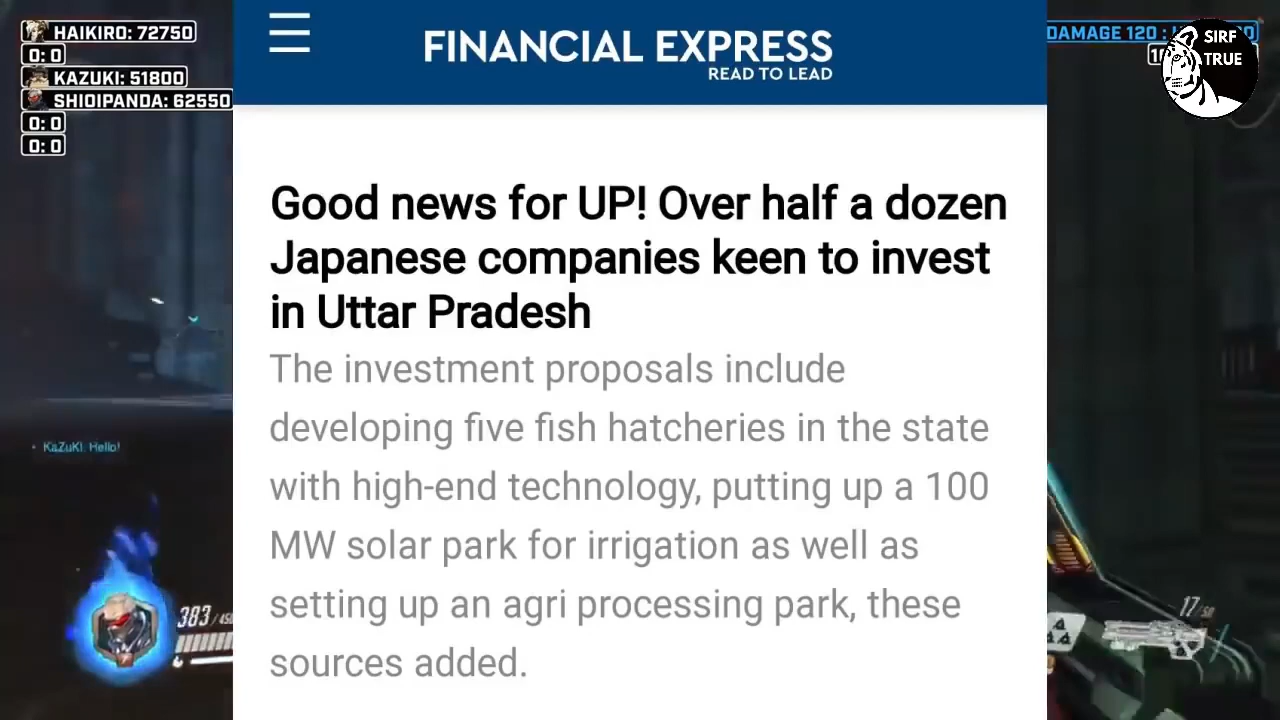 HAIKIRO: 72750
0: 0
KAZUKI: 51800
SHIOIPANDA: 62550
0: 0
0: 0
FINANCIAL EXPRESS
READ TO LEAD
DAMAGE 120 :
SIRF
TRUE
Good news for UP! Over half a dozen
Japanese companies keen to invest
in Uttar Pradesh
The investment proposals include
developing five fish hatcheries in the state
with high-end technology, putting up a 100
MW solar park for irrigation as well as
setting up an agri processing park, these
sources added.
KaZuKI: Hello!
383
17/50